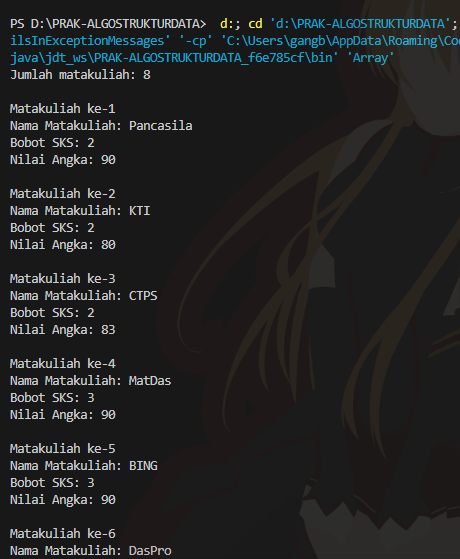 PS D:\PRAK-ALGOSTRUKTURDATA>  d:; cd 'd:\PRAK-ALGOSTRUKTURDATA';
ilsInExceptionMessages' '-cp' 'C:\Users\gangb\AppData\Roaming\Co
java\jdt_ws\PRAK-ALGOSTRUKTURDATA_f6e785cf\bin' 'Array'
Jumlah matakuliah: 8

Matakuliah ke-1
Nama Matakuliah: Pancasila
Bobot SKS: 2
Nilai Angka: 90

Matakuliah ke-2
Nama Matakuliah: KTI
Bobot SKS: 2
Nilai Angka: 80

Matakuliah ke-3
Nama Matakuliah: CTPS
Bobot SKS: 2
Nilai Angka: 83

Matakuliah ke-4
Nama Matakuliah: MatDas
Bobot SKS: 3
Nilai Angka: 90

Matakuliah ke-5
Nama Matakuliah: BING
Bobot SKS: 3
Nilai Angka: 90

Matakuliah ke-6
Nama Matakuliah: DasPro